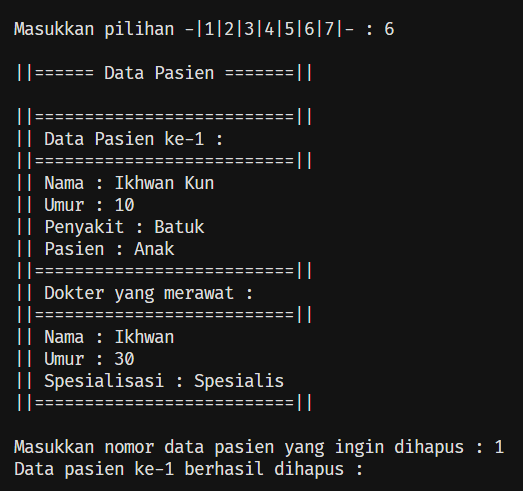 Masukkan pilihan -|1|2|3|4|5|6|7|- : 6
||====== Data Pasien =======||
||==========================||
|| Data Pasien ke-1 :
||==========================||
|| Nama : Ikhwan Kun
|| Umur : 10
|| Penyakit : Batuk
|| Pasien : Anak
||==========================||
|| Dokter yang merawat :
||==========================||
|| Nama : Ikhwan
|| Umur : 30
|| Spesialisasi : Spesialis
||==========================||
Masukkan nomor data pasien yang ingin dihapus : 1
Data pasien ke-1 berhasil dihapus :